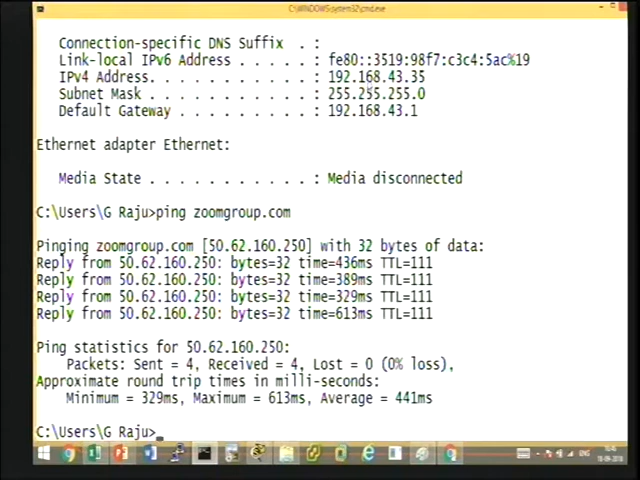 C:\WINDOWS\system32\cmd.exe
Connection-specific DNS Suffix . :
Link-local IPv6 Address . . . . . : fe80::3519:98f7:c3c4:5ac%19
IPv4 Address. . . . . . . . . . . : 192.168.43.35
Subnet Mask . . . . . . . . . . . : 255.255.255.0
Default Gateway . . . . . . . . . : 192.168.43.1
Ethernet adapter Ethernet:
Media State . . . . . . . . . . . : Media disconnected
C:\Users\G Raju>ping zoomgroup.com
Pinging zoomgroup.com [50.62.160.250] with 32 bytes of data:
Reply from 50.62.160.250: bytes=32 time=436ms TTL=111
Reply from 50.62.160.250: bytes=32 time=389ms TTL=111
Reply from 50.62.160.250: bytes=32 time=329ms TTL=111
Reply from 50.62.160.250: bytes=32 time=613ms TTL=111
Ping statistics for 50.62.160.250:
Packets: Sent = 4, Received = 4, Lost = 0 (0% loss),
Approximate round trip times in milli-seconds:
Minimum = 329ms, Maximum = 613ms, Average = 441ms
C:\Users\G Raju>_